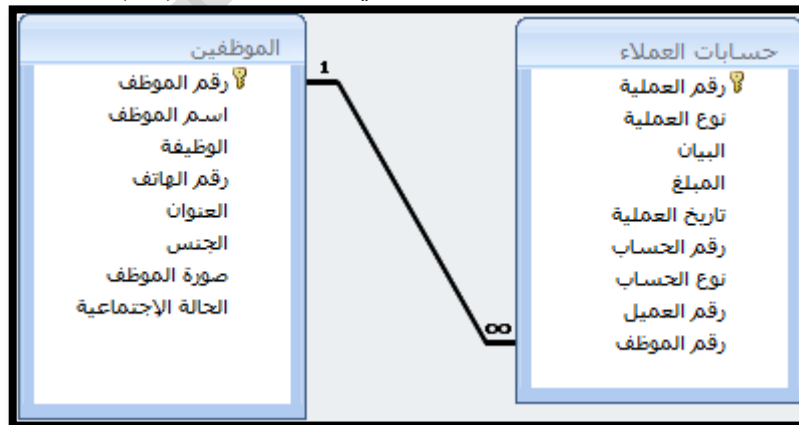 حسابات العملاء
رقم العملية
نوع العملية
البيان
المبلغ
تاريخ العملية
رقم الحساب
نوع الحساب
رقم العميل
رقم الموظف
∞
1
الموظفين
رقم الموظف
اسم الموظف
الوظيفة
رقم الهاتف
العنوان
الجنس
صورة الموظف
الحالة الإجتماعية